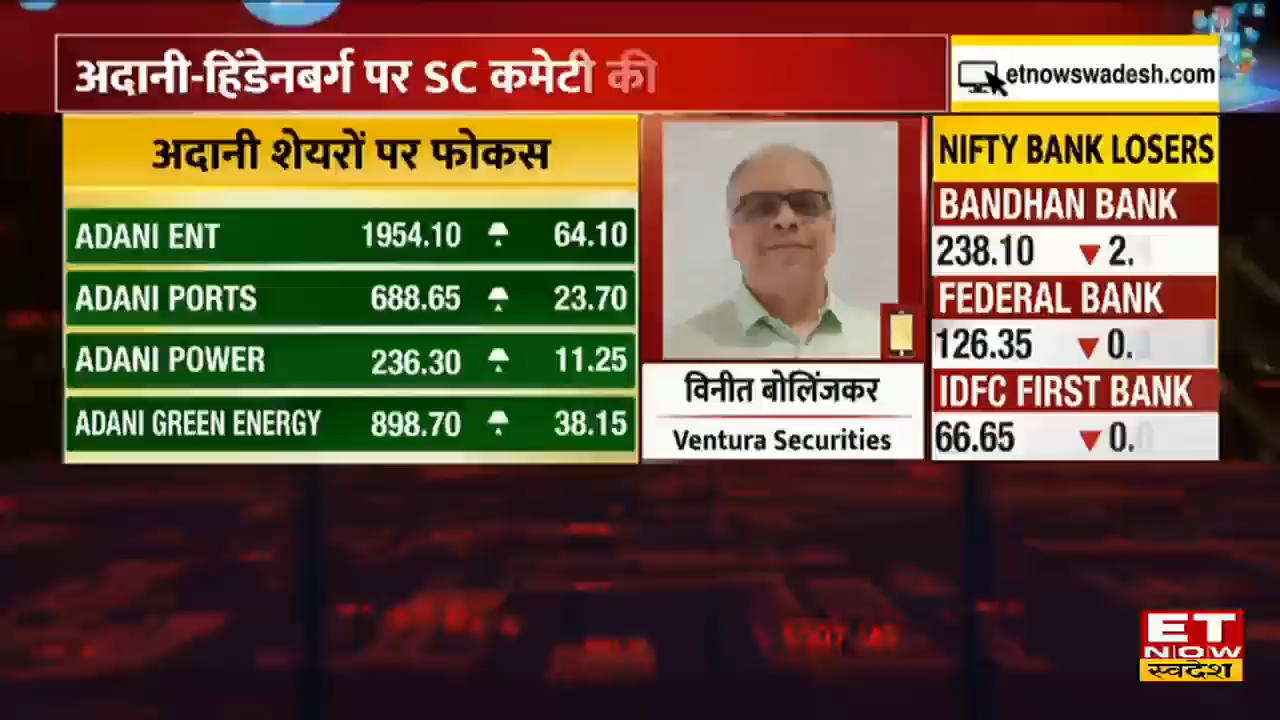 अदानी-हिंडेनबर्ग पर SC कमेटी की
etnowswadesh.com
अदानी शेयरों पर फोकस
ADANI ENT 1954.10 64.10
ADANI PORTS 688.65 23.70
ADANI POWER 236.30 11.25
ADANI GREEN ENERGY 898.70 38.15
विनीत बोलिंजकर
Ventura Securities
NIFTY BANK LOSERS
BANDHAN BANK
238.10 ▼2.
FEDERAL BANK
126.35 ▼0.
IDFC FIRST BANK
66.65 ▼0.
ET
NOW
स्वदेश